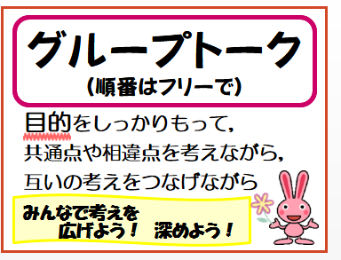 グループトーク
(順番はフリーで)
目的をしっかりもって,
共通点や相違点を考えながら,
互いの考えをつなげながら
みんなで考えを
広げよう! 深めよう!